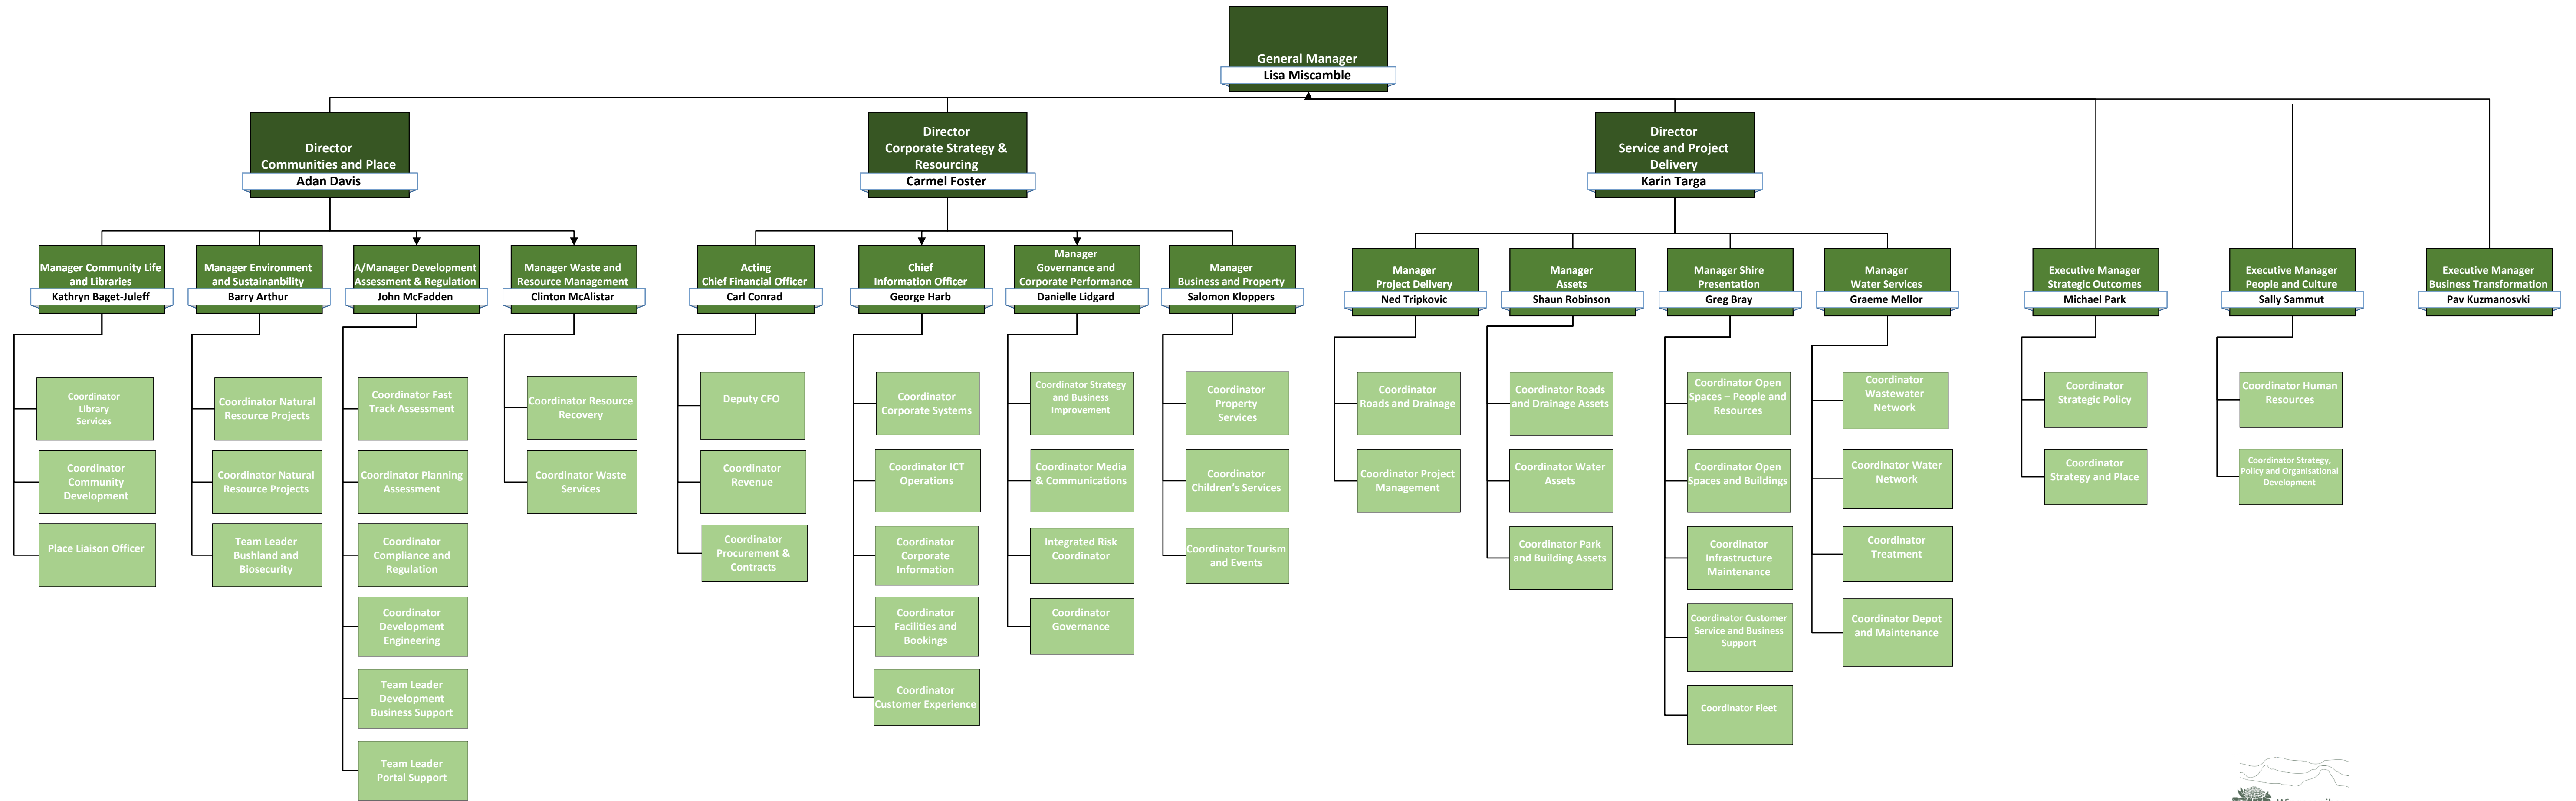 General Manager
Lisa Miscamble
Director
Communities and Place
Adan Davis
Director
Corporate Strategy &
Resourcing
Carmel Foster
Director
Service and Project
Delivery
Karin Targa
Manager Community Life
and Libraries
Kathryn Baget-Juleff
Manager Environment
and Sustainanbility
Barry Arthur
A/Manager Development
Assessment & Regulation
John McFadden
Manager Waste and
Resource Management
Clinton McAlistar
Acting
Chief Financial Officer
Carl Conrad
Chief
Information Officer
George Harb
Manager
Governance and
Corporate Performance
Danielle Lidgard
Manager
Business and Property
Salomon Kloppers
Manager
Project Delivery
Ned Tripkovic
Manager
Assets
Shaun Robinson
Manager Shire
Presentation
Greg Bray
Manager
Water Services
Graeme Mellor
Executive Manager
Strategic Outcomes
Michael Park
Executive Manager
People and Culture
Sally Sammut
Executive Manager
Business Transformation
Pav Kuzmanosvki
Coordinator
Library
Services
Coordinator
Community
Development
Place Liaison Officer
Coordinator Natural
Resource Projects
Coordinator Natural
Resource Projects
Team Leader
Bushland and
Biosecurity
Coordinator Fast
Track Assessment
Coordinator Planning
Assessment
Coordinator
Compliance and
Regulation
Coordinator
Development
Engineering
Team Leader
Development
Business Support
Team Leader
Portal Support
Coordinator Resource
Recovery
Coordinator Waste
Services
Deputy CFO
Coordinator
Revenue
Coordinator
Procurement &
Contracts
Coordinator
Corporate Systems
Coordinator ICT
Operations
Coordinator
Corporate
Information
Coordinator
Facilities and
Bookings
Coordinator
Customer Experience
Coordinator Strategy
and Business
Improvement
Coordinator Media
& Communications
Integrated Risk
Coordinator
Coordinator
Governance
Coordinator
Property
Services
Coordinator
Children's Services
Coordinator Tourism
and Events
Coordinator
Roads and Drainage
Coordinator Project
Management
Coordinator Roads
and Drainage Assets
Coordinator Water
Assets
Coordinator Park
and Building Assets
Coordinator Open
Spaces – People and
Resources
Coordinator Open
Spaces and Buildings
Coordinator
Infrastructure
Maintenance
Coordinator Customer
Service and Business
Support
Coordinator Fleet
Coordinator
Wastewater
Network
Coordinator Water
Network
Coordinator
Treatment
Coordinator Depot
and Maintenance
Coordinator
Strategic Policy
Coordinator
Strategy and Place
Coordinator Human
Resources
Coordinator Strategy,
Policy and Organisational
Development